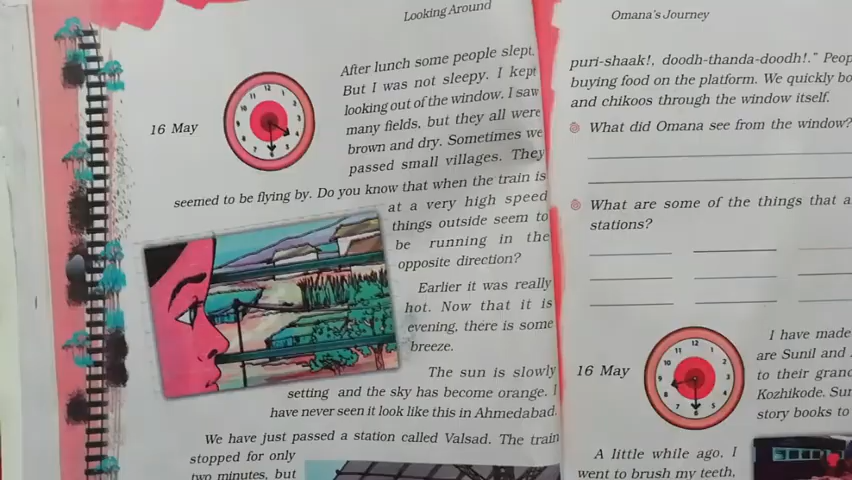 Looking Around
16 May
After lunch some people slept.
But I was not sleepy. I kept
looking out of the window. I saw
many fields, but they all were
brown and dry. Sometimes we
passed small villages. They
seemed to be flying by. Do you know that when the train is
at a very high speed
things outside seem to
be running in the
opposite direction?
Earlier it was really
hot. Now that it is
evening, there is some
breeze.
The sun is slowly
setting and the sky has become orange. I
have never seen it look like this in Ahmedabad.
We have just passed a station called Valsad. The train
stopped for only
two minutes, but
Omana's Journey
puri-shaak!, doodh-thanda-doodh!." Peop
buying food on the platform. We quickly bo
and chikoos through the window itself.
What did Omana see from the window?
What are some of the things that a
stations?
16 May
I have made
are Sunil and
to their grand
Kozhikode. Sun
story books to
A little while ago, I
went to brush my teeth,